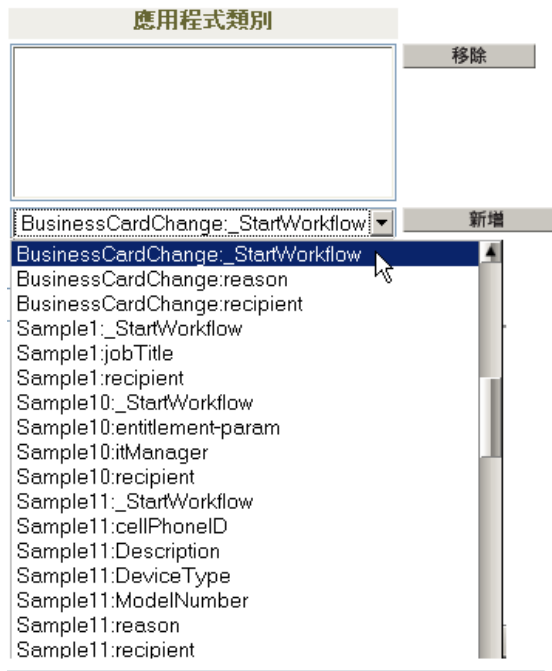 應用程式類別
移除
BusinessCardChange:_StartWorkflow
新增
BusinessCardChange:_StartWorkflow
BusinessCardChange:reason
BusinessCardChange:recipient
Sample1:_StartWorkflow
Sample1:jobTitle
Sample1:recipient
Sample10:_StartWorkflow
Sample10:entitlement-param
Sample10:itManager
Sample10:recipient
Sample11:_StartWorkflow
Sample11:cellPhoneID
Sample11:Description
Sample11:DeviceType
Sample11:ModelNumber
Sample11:reason
Sample11:recipient